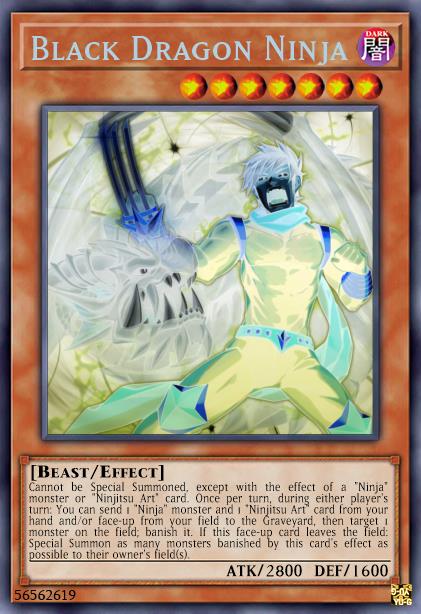 BLACK DRAGON NINJA
DARK
闇
[BEAST/EFFECT]
Cannot be Special Summoned, except with the effect of a "Ninja"
monster or "Ninjitsu Art" card. Once per turn, during either player's
turn: You can send 1 "Ninja" monster and 1 "Ninjitsu Art" card from your
hand and/or face-up from your field to the Graveyard, then target 1
monster on the field; banish it. If this face-up card leaves the field:
Special Summon as many monsters banished by this card's effect as
possible to their owner's field(s).
ATK/2800 DEF/1600
56562619